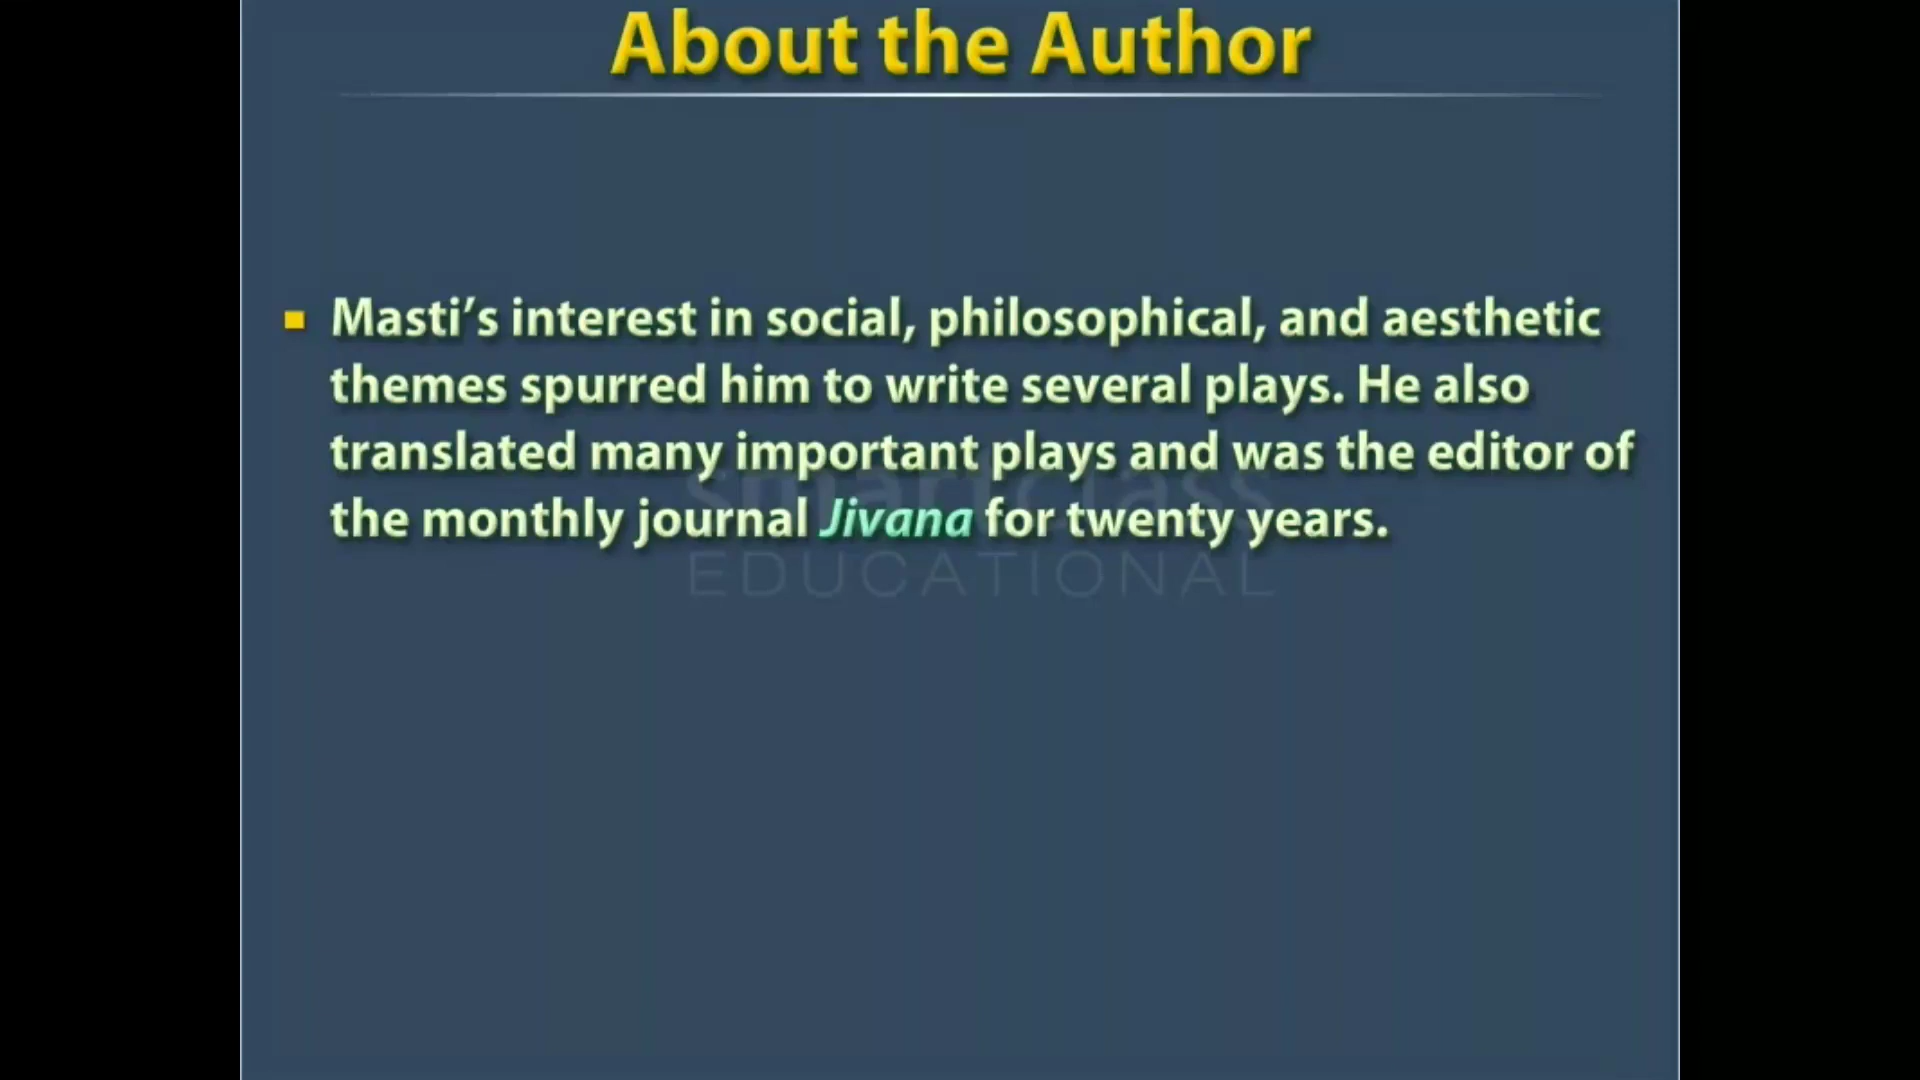 About the Author
Masti’s interest in social, philosophical, and aesthetic
themes spurred him to write several plays. He also
translated many important plays and was the editor of
the monthly journal Jivana for twenty years.
smartclass
EDUCATIONAL